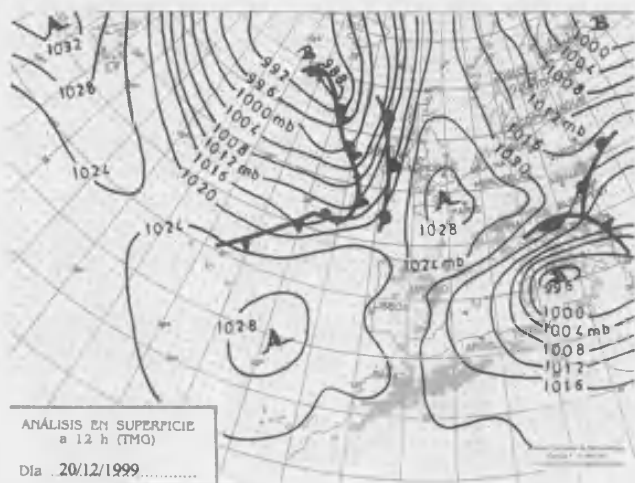 A
1032
1028
1024
B
988
992
996
1000 mb
1004
1008
1012 mb
1016
1020
1024
B
1000
1004
1008
1012 mb
1016
1020
A
1028
1024 mb
996
1000
1004 mb
1008
1012
1016
1028
A
ANÁLISIS EN SUPERFICIE
a 12 h (TMG)
Día 20/12/1999